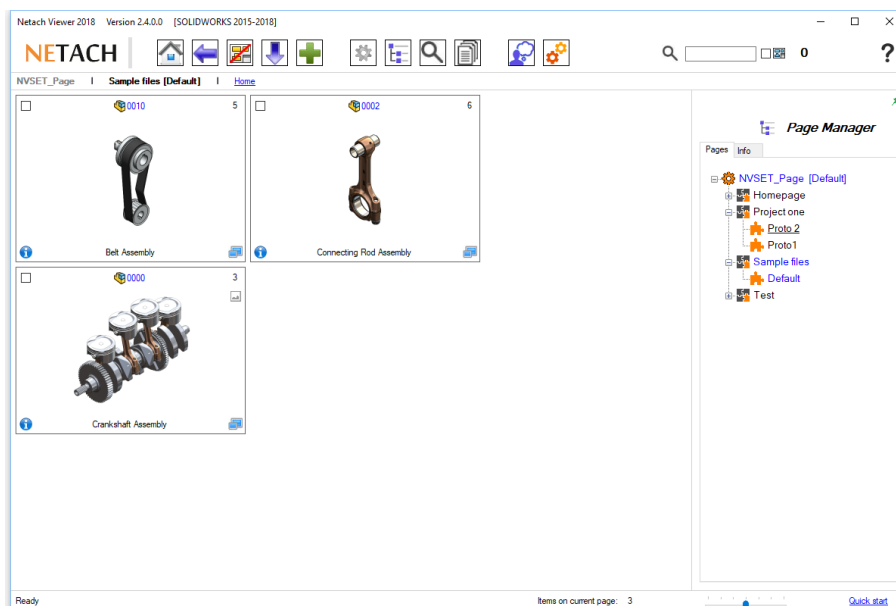 Netach Viewer 2018 Version 2.4.0.0 [SOLIDWORKS 2015-2018]
NETACH
0
?
NVSET_Page I Sample files [Default] I Home
0010 5
Belt Assembly
0002 6
Connecting Rod Assembly
0000 3
Crankshaft Assembly
Page Manager
Pages Info
NVSET_Page [Default]
Homepage
Project one
Proto 2
Proto1
Sample files
Default
Test
Ready
Items on current page: 3
Quick start